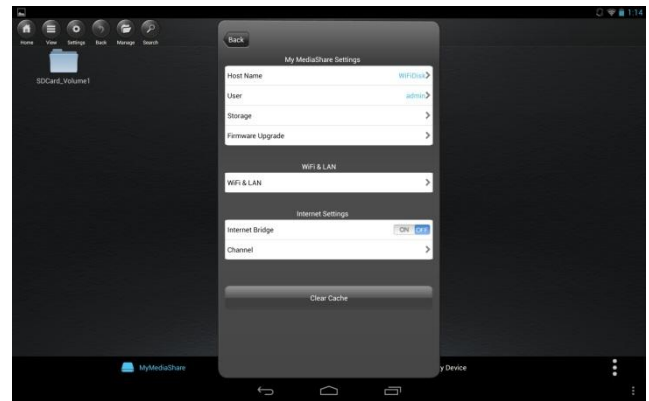 1:14
Home View Settings Back Manage Search
SDCard_Volume1
Back
My MediaShare Settings
Host Name WiFiDisk
User admin
Storage
Firmware Upgrade
WiFi & LAN
WiFi & LAN
Internet Settings
Internet Bridge ON OFF
Channel
Clear Cache
MyMediaShare
y Device